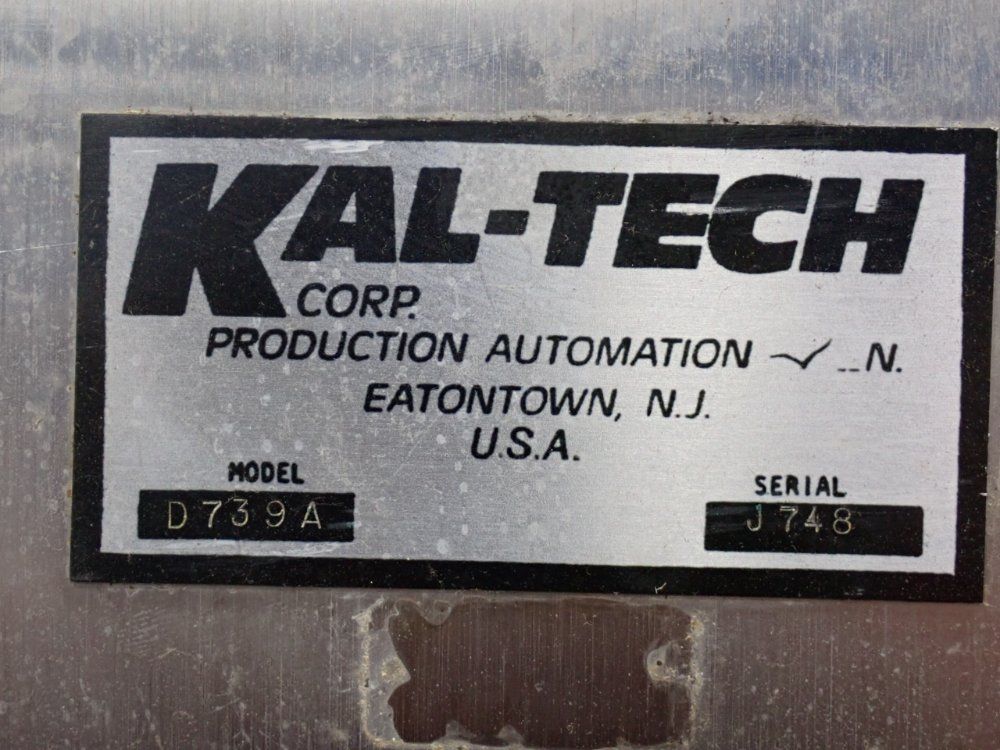 KAL-TECH
CORP.
PRODUCTION AUTOMATION
EATONTOWN, N.J.
U.S.A.
MODEL
D739A
SERIAL
J748